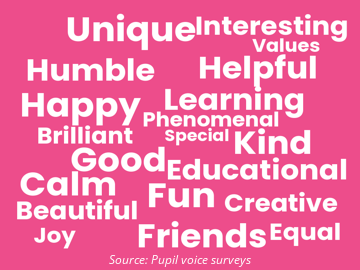 Unique Interesting
Values
Humble Helpful
Happy Learning
Phenomenal
Brilliant Special Kind
Good Educational
Calm Fun Creative
Beautiful
Joy Friends Equal
Source: Pupil voice surveys